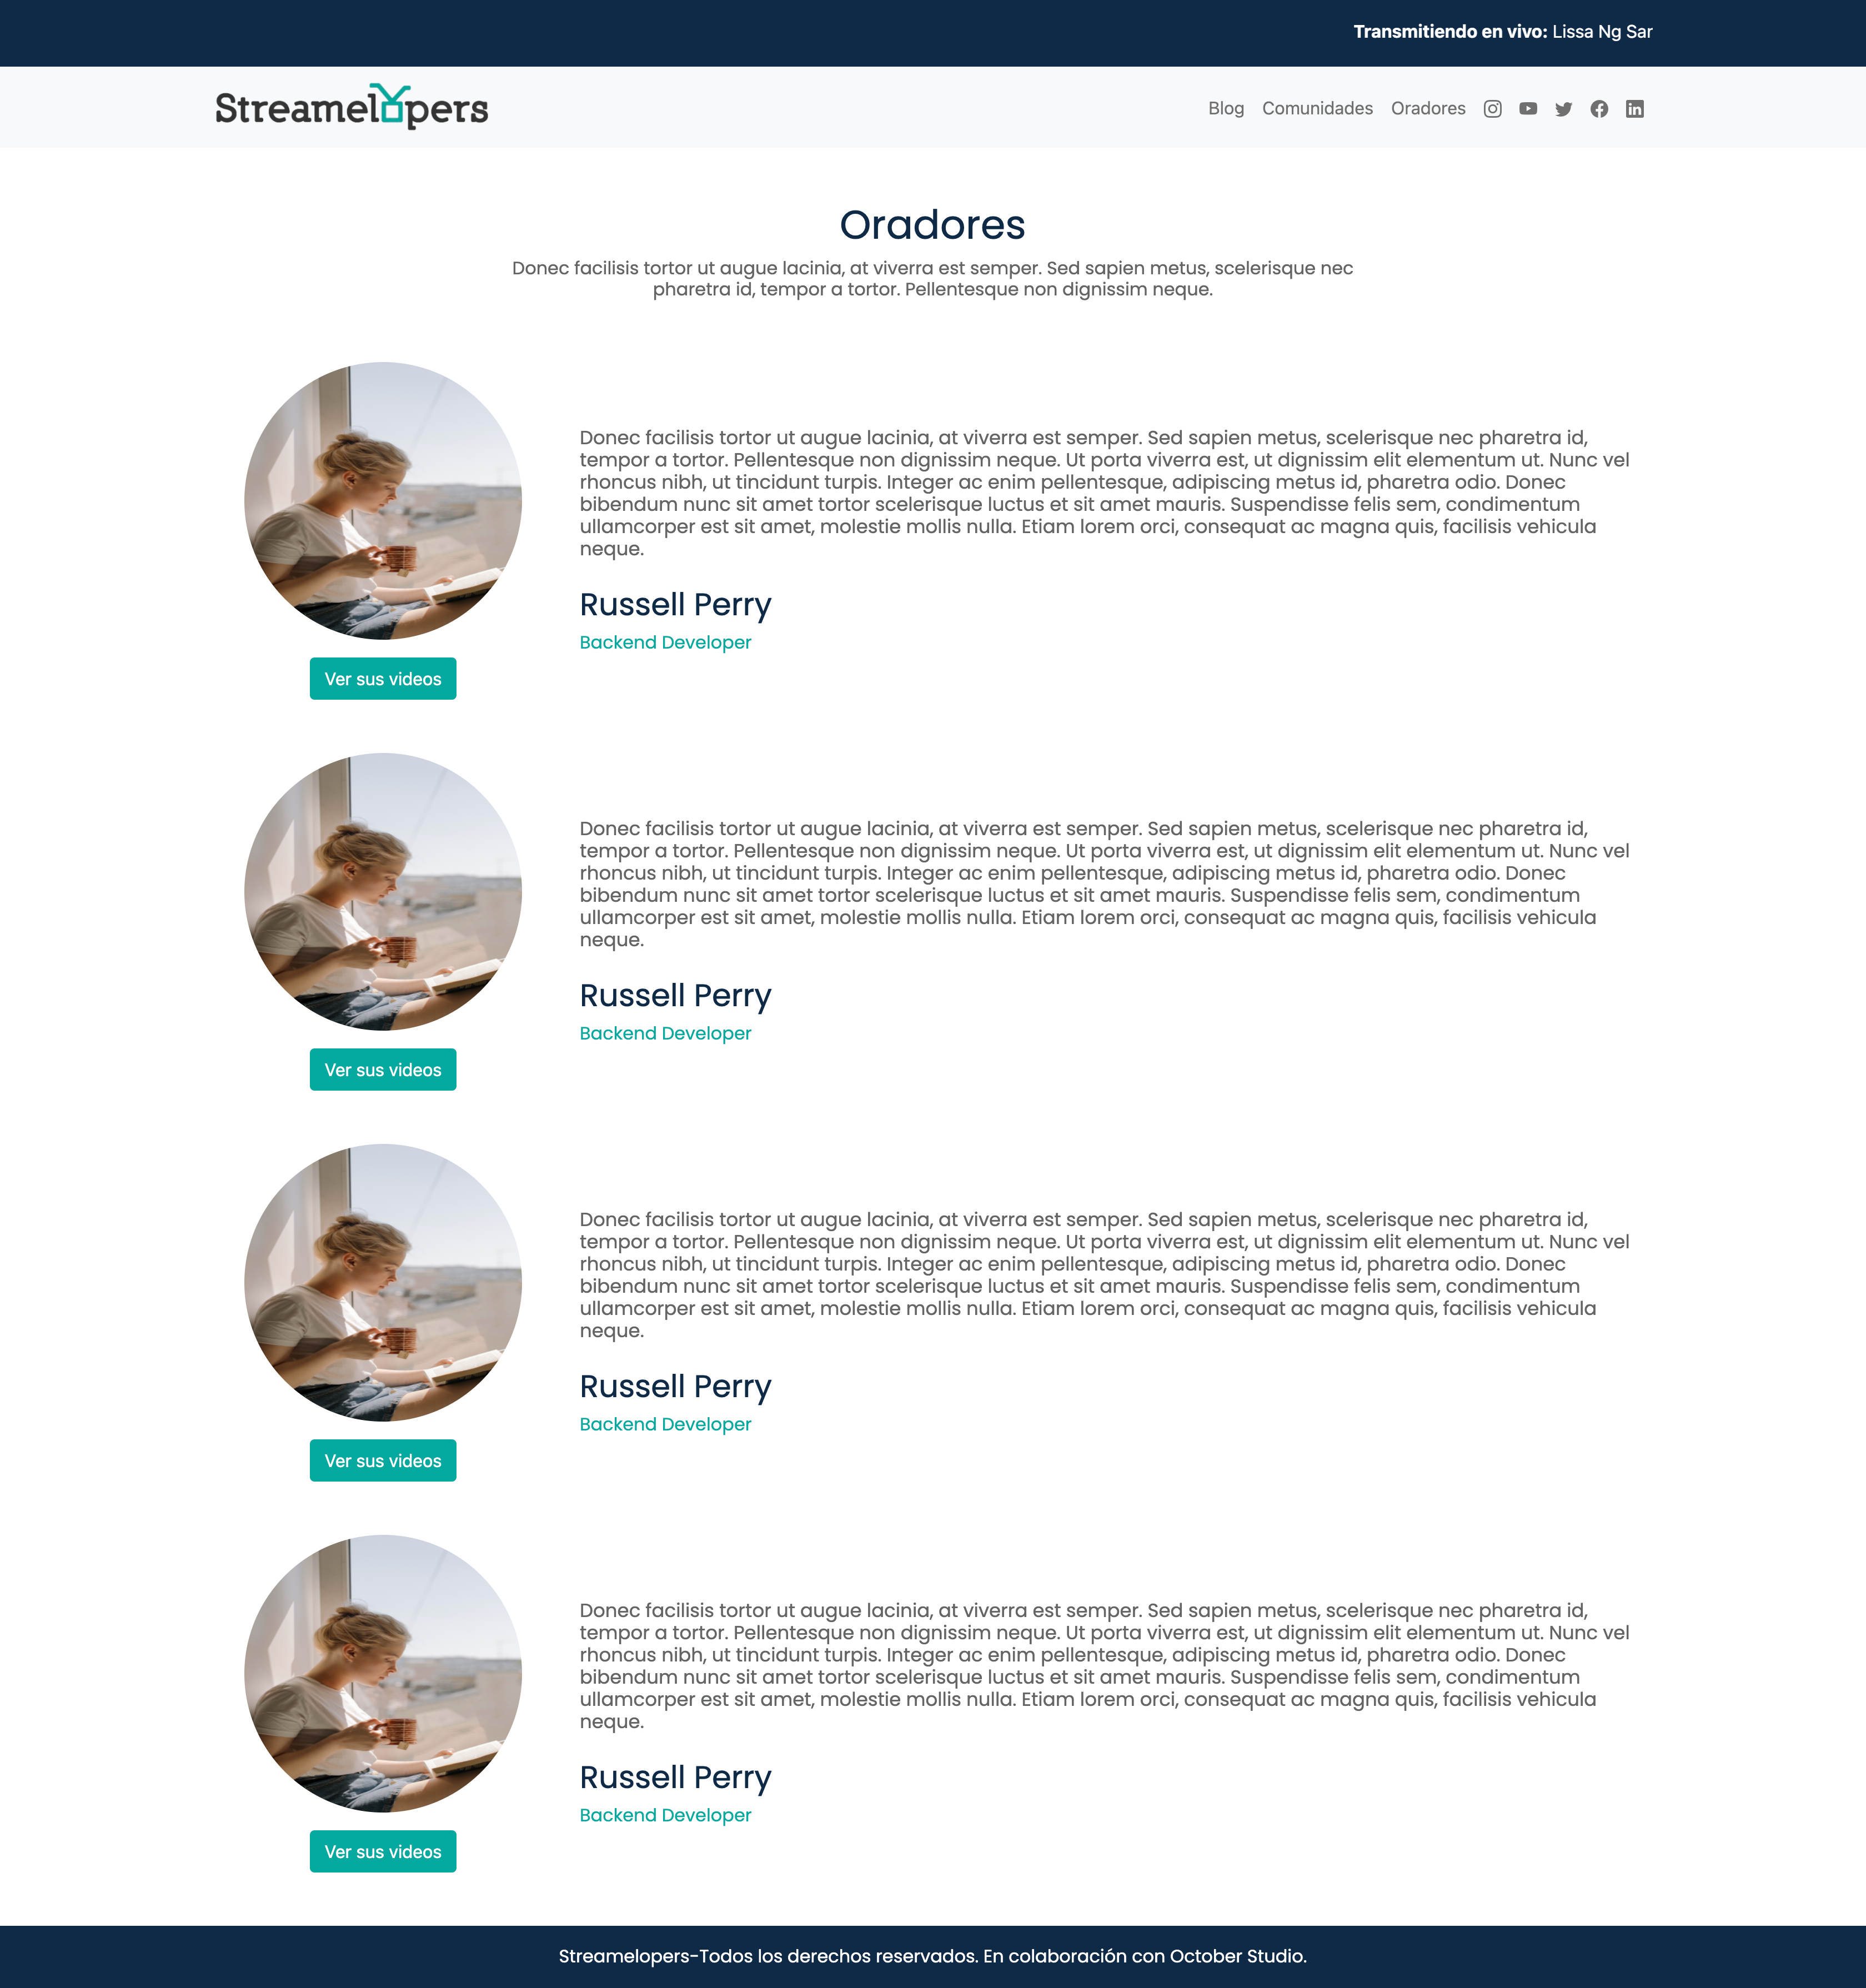 Transmitiendo en vivo: Lissa Ng Sar
Streamelopers
Blog Comunidades Oradores
Oradores
Donec facilisis tortor ut augue lacinia, at viverra est semper. Sed sapien metus, scelerisque nec
pharetra id, tempor a tortor. Pellentesque non dignissim neque.
Donec facilisis tortor ut augue lacinia, at viverra est semper. Sed sapien metus, scelerisque nec pharetra id,
tempor a tortor. Pellentesque non dignissim neque. Ut porta viverra est, ut dignissim elit elementum ut. Nunc vel
rhoncus nibh, ut tincidunt turpis. Integer ac enim pellentesque, adipiscing metus id, pharetra odio. Donec
bibendum nunc sit amet tortor scelerisque luctus et sit amet mauris. Suspendisse felis sem, condimentum
ullamcorper est sit amet, molestie mollis nulla. Etiam lorem orci, consequat ac magna quis, facilisis vehicula
neque.
Russell Perry
Backend Developer
Ver sus videos
Donec facilisis tortor ut augue lacinia, at viverra est semper. Sed sapien metus, scelerisque nec pharetra id,
tempor a tortor. Pellentesque non dignissim neque. Ut porta viverra est, ut dignissim elit elementum ut. Nunc vel
rhoncus nibh, ut tincidunt turpis. Integer ac enim pellentesque, adipiscing metus id, pharetra odio. Donec
bibendum nunc sit amet tortor scelerisque luctus et sit amet mauris. Suspendisse felis sem, condimentum
ullamcorper est sit amet, molestie mollis nulla. Etiam lorem orci, consequat ac magna quis, facilisis vehicula
neque.
Russell Perry
Backend Developer
Ver sus videos
Donec facilisis tortor ut augue lacinia, at viverra est semper. Sed sapien metus, scelerisque nec pharetra id,
tempor a tortor. Pellentesque non dignissim neque. Ut porta viverra est, ut dignissim elit elementum ut. Nunc vel
rhoncus nibh, ut tincidunt turpis. Integer ac enim pellentesque, adipiscing metus id, pharetra odio. Donec
bibendum nunc sit amet tortor scelerisque luctus et sit amet mauris. Suspendisse felis sem, condimentum
ullamcorper est sit amet, molestie mollis nulla. Etiam lorem orci, consequat ac magna quis, facilisis vehicula
neque.
Russell Perry
Backend Developer
Ver sus videos
Donec facilisis tortor ut augue lacinia, at viverra est semper. Sed sapien metus, scelerisque nec pharetra id,
tempor a tortor. Pellentesque non dignissim neque. Ut porta viverra est, ut dignissim elit elementum ut. Nunc vel
rhoncus nibh, ut tincidunt turpis. Integer ac enim pellentesque, adipiscing metus id, pharetra odio. Donec
bibendum nunc sit amet tortor scelerisque luctus et sit amet mauris. Suspendisse felis sem, condimentum
ullamcorper est sit amet, molestie mollis nulla. Etiam lorem orci, consequat ac magna quis, facilisis vehicula
neque.
Russell Perry
Backend Developer
Ver sus videos
Streamelopers-Todos los derechos reservados. En colaboración con October Studio.